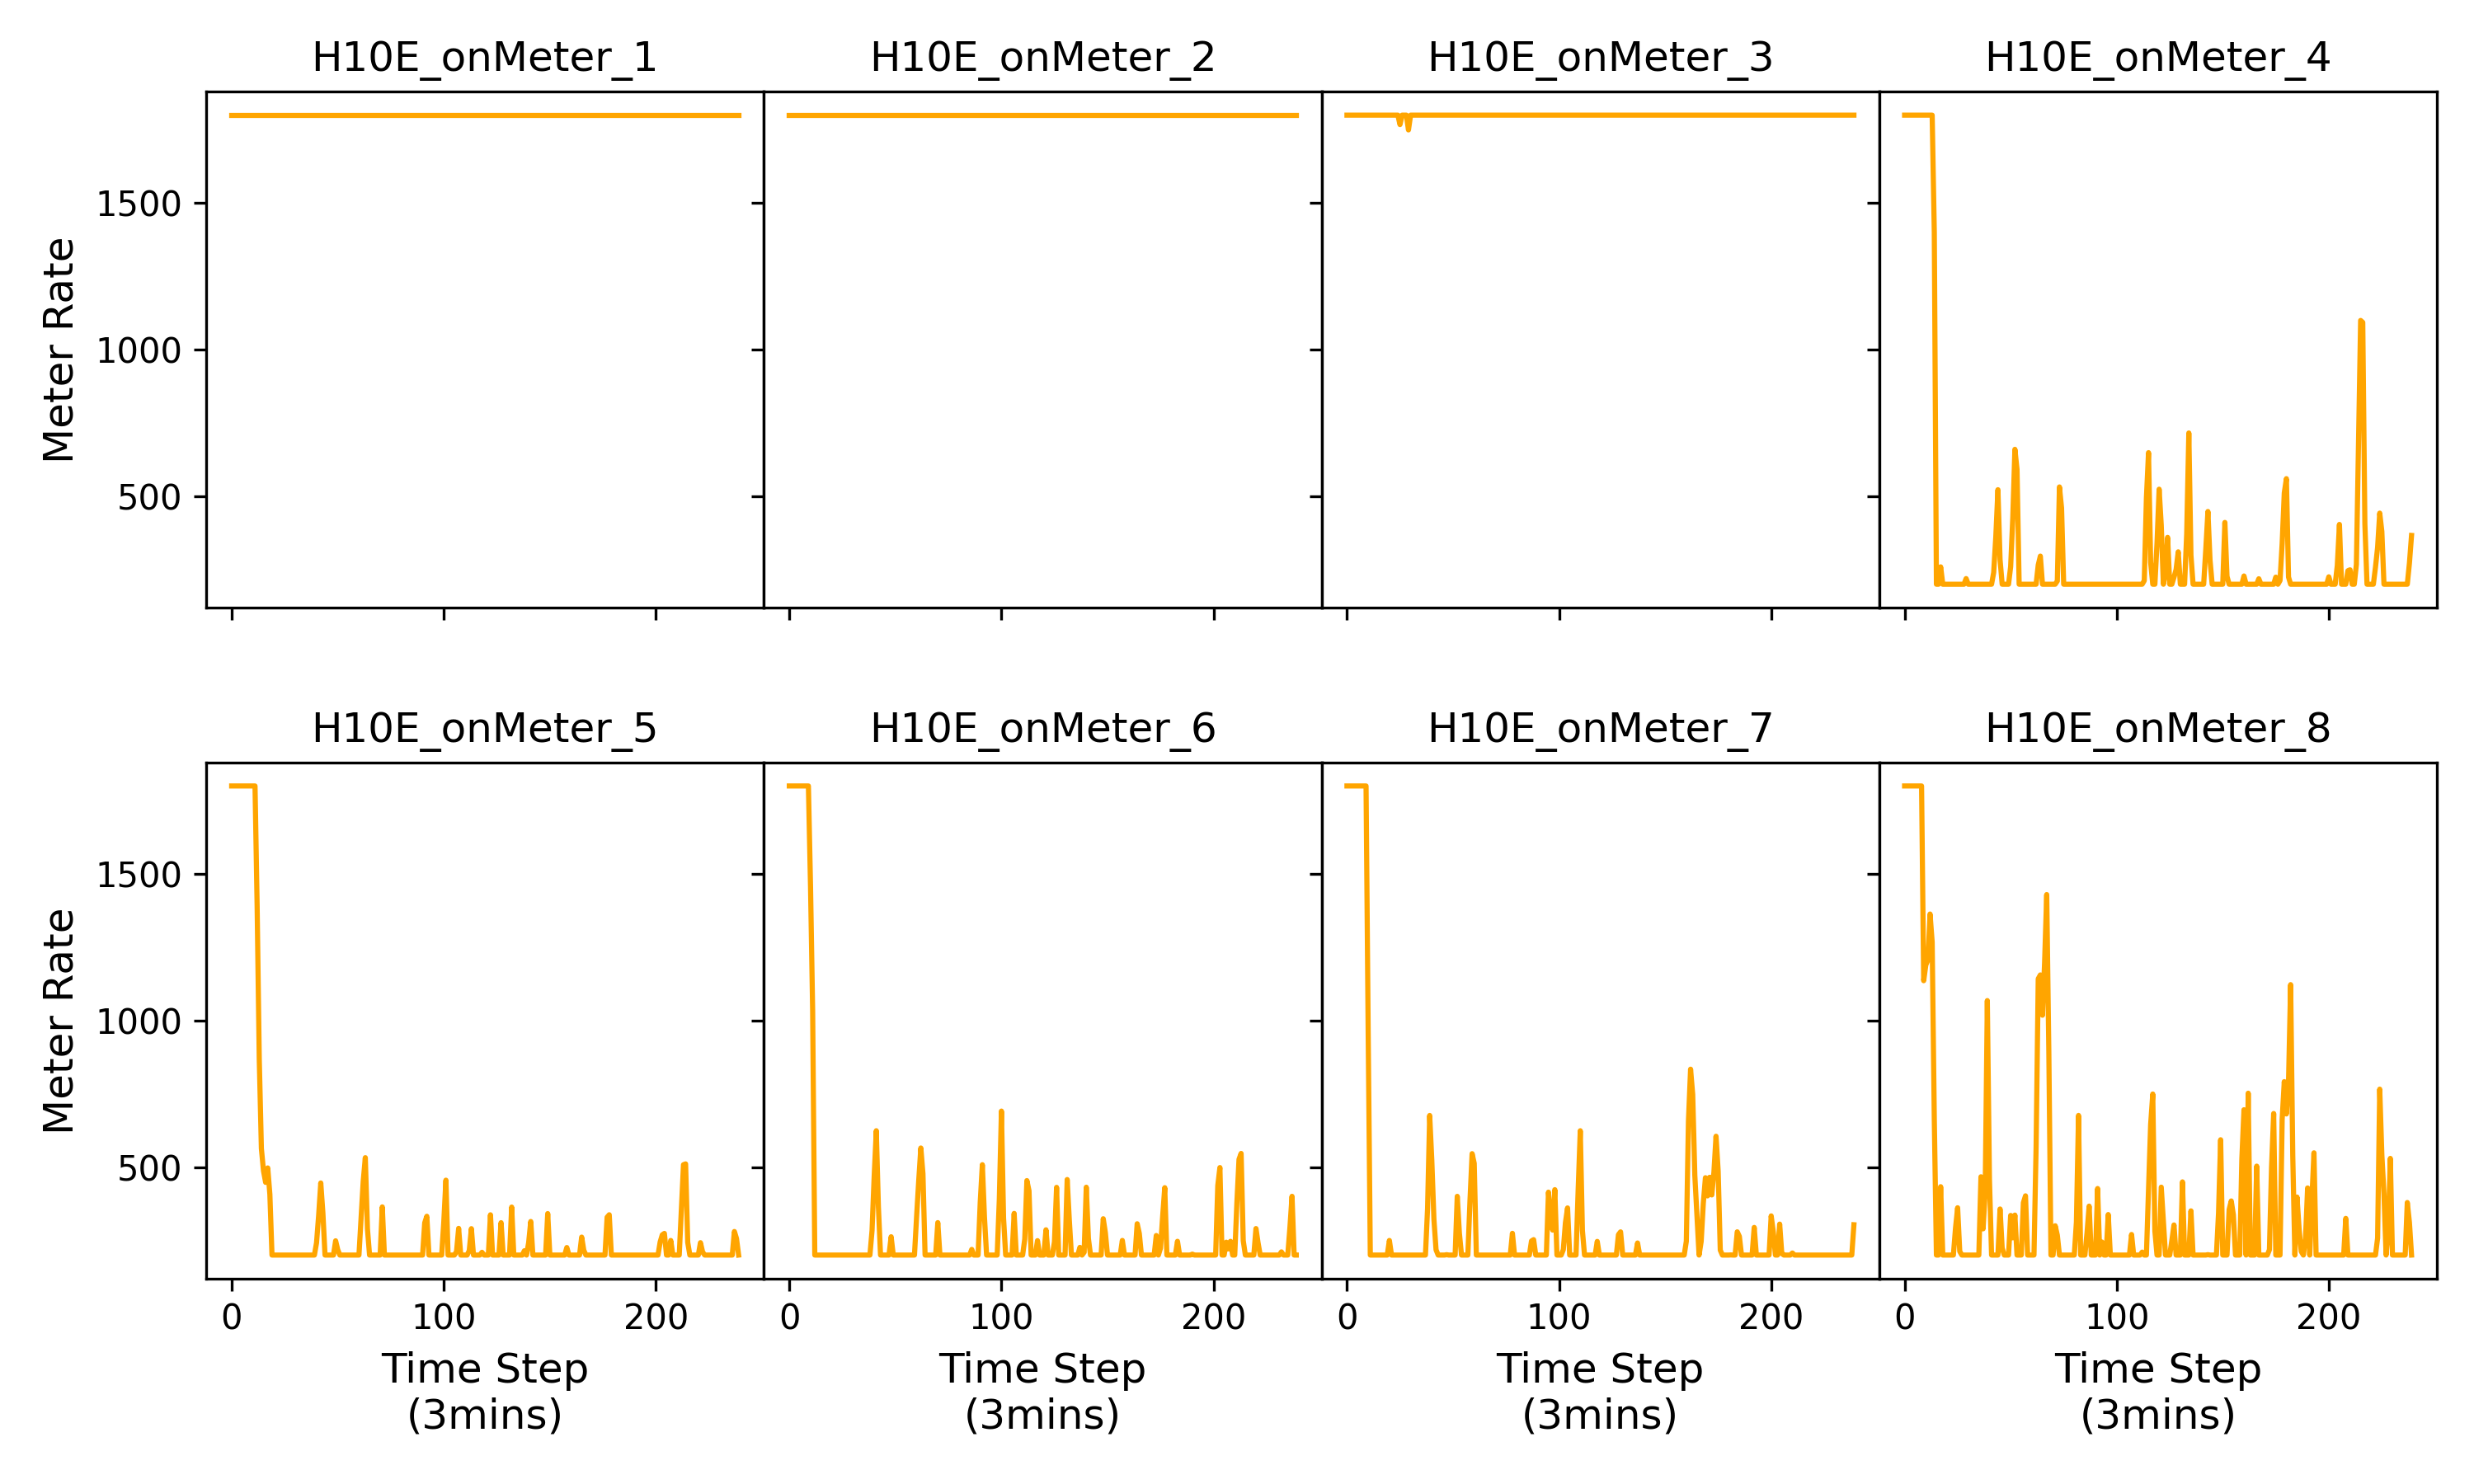 H10E_onMeter_1 H10E_onMeter_2 H10E_onMeter_3 H10E_onMeter_4
1500
1000
500
Meter Rate
H10E_onMeter_5 H10E_onMeter_6 H10E_onMeter_7 H10E_onMeter_8
1500
1000
500
Meter Rate
0 100 200 0 100 200 0 100 200 0 100 200
Time Step Time Step Time Step Time Step
(3mins) (3mins) (3mins) (3mins)